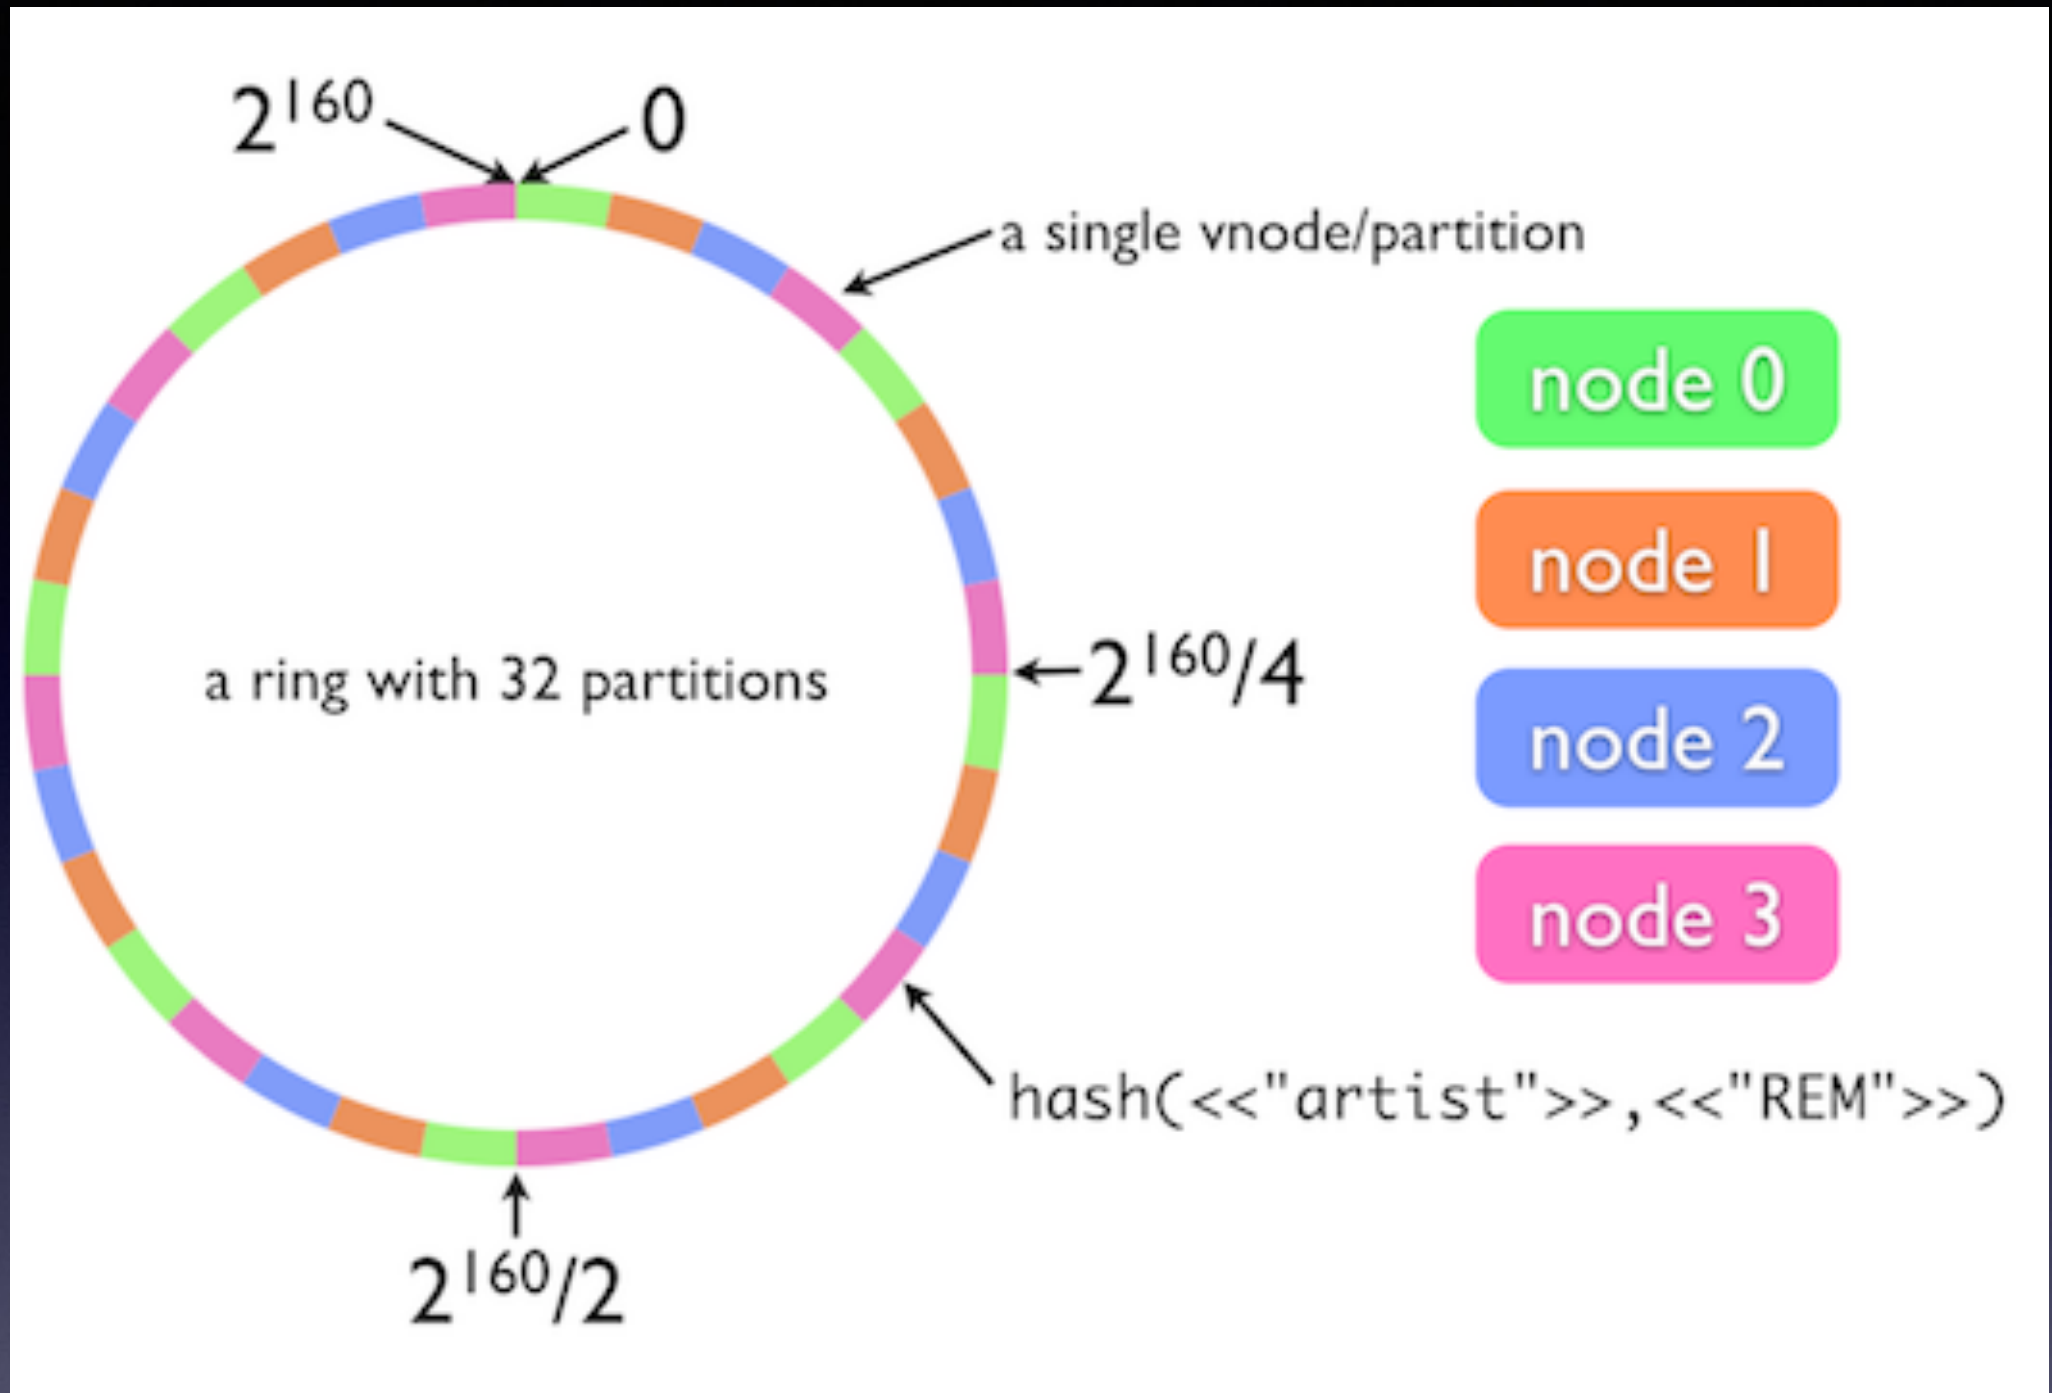 2^160
0
a single vnode/partition
node 0
node 1
a ring with 32 partitions
2^160/4
node 2
node 3
hash(<<"artist">>,<<"REM">>)
2^160/2